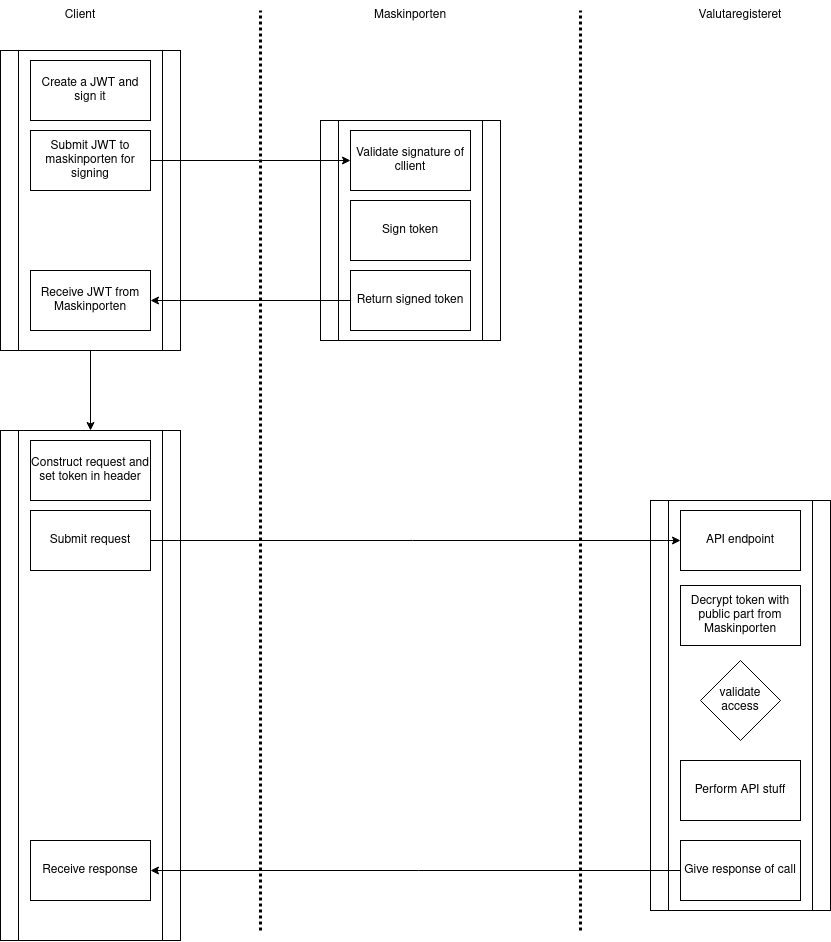 Client
Maskinporten
Valutaregisteret
Create a JWT and
sign it
Submit JWT to
maskinporten for
signing
Validate signature of
cllient
Sign token
Receive JWT from
Maskinporten
Return signed token
Construct request and
set token in header
Submit request
API endpoint
Decrypt token with
public part from
Maskinporten
validate
access
Perform API stuff
Receive response
Give response of call